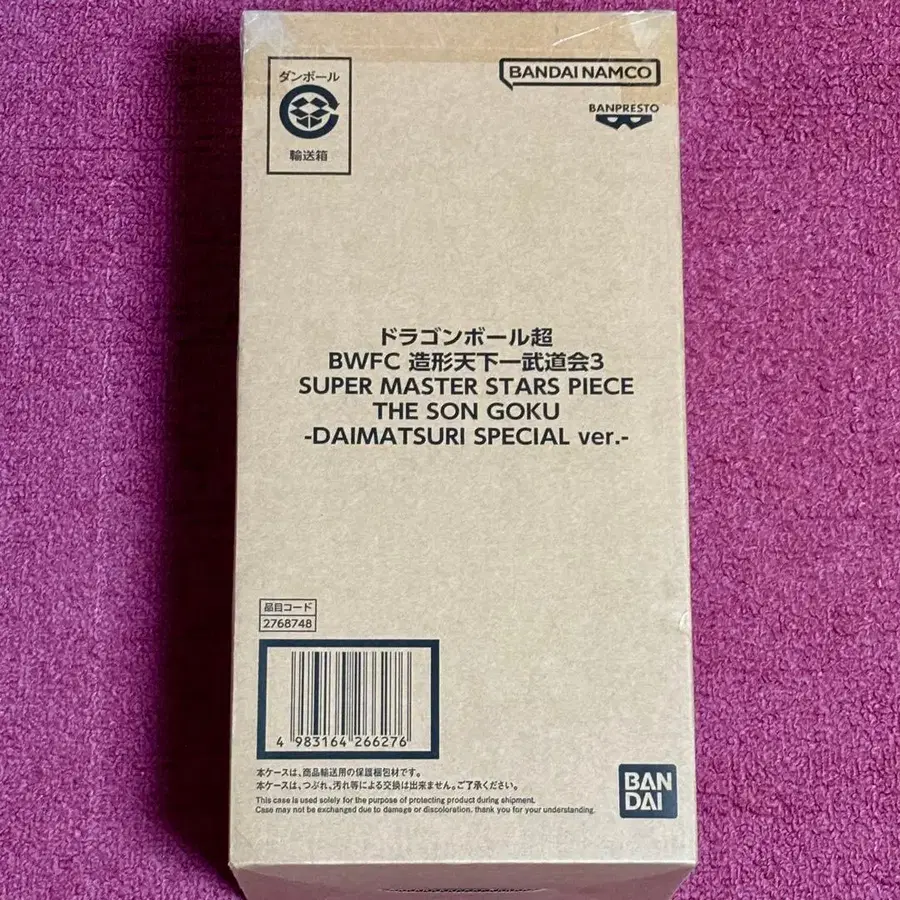 ダンボール
輸送箱
BANDAI NAMCO
BANPRESTO
ドラゴンボール超
BWFC 造形天下一武道会3
SUPER MASTER STARS PIECE
THE SON GOKU
-DAIMATSURI SPECIAL ver.-
品目コード
2768748
4 983164 266276
本ケースは、商品輸送用の保護梱包材です。
本ケースは、つぶれ、汚れ等による交換は出来ません。ご了承ください。
This case is used solely for the purpose of protecting product during shipment.
Case may not be exchanged due to damage or discoloration. thank you for your understanding.
BAN
DAI